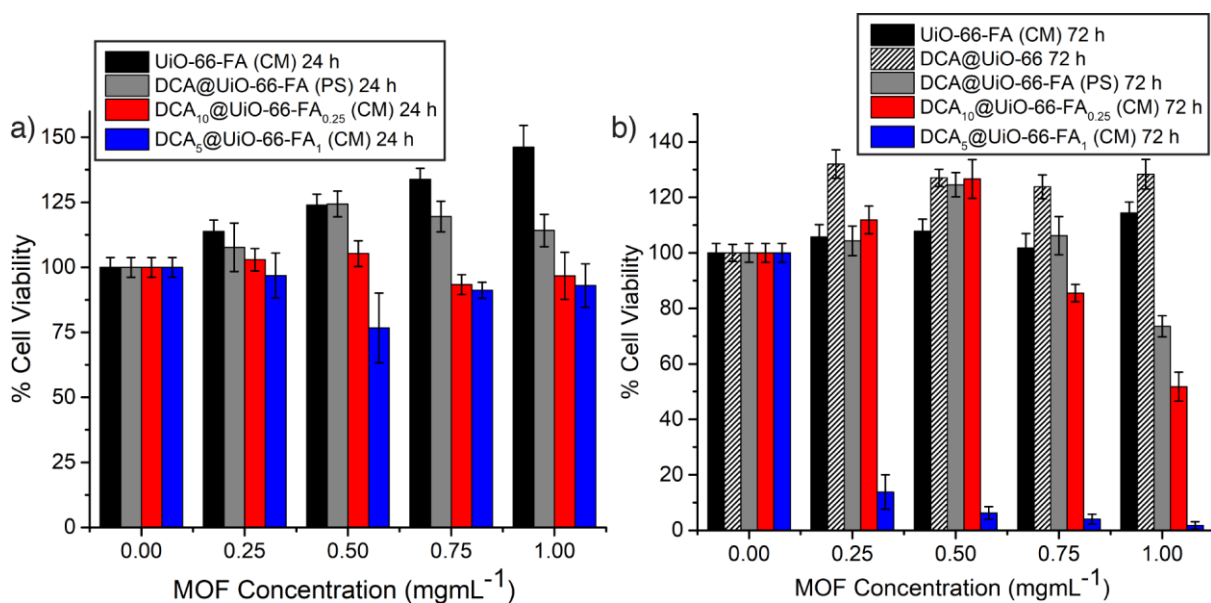 a)
UiO-66-FA (CM) 24 h
DCA@UiO-66-FA (PS) 24 h
DCA₁₀@UiO-66-FA₀.₂₅ (CM) 24 h
DCA₅@UiO-66-FA₁ (CM) 24 h
% Cell Viability
150
125
100
75
50
25
0
0.00 0.25 0.50 0.75 1.00
MOF Concentration (mgmL⁻¹)
b)
UiO-66-FA (CM) 72 h
DCA@UiO-66 72 h
DCA@UiO-66-FA (PS) 72 h
DCA₁₀@UiO-66-FA₀.₂₅ (CM) 72 h
DCA₅@UiO-66-FA₁ (CM) 72 h
% Cell Viability
140
120
100
80
60
40
20
0
0.00 0.25 0.50 0.75 1.00
MOF Concentration (mgmL⁻¹)